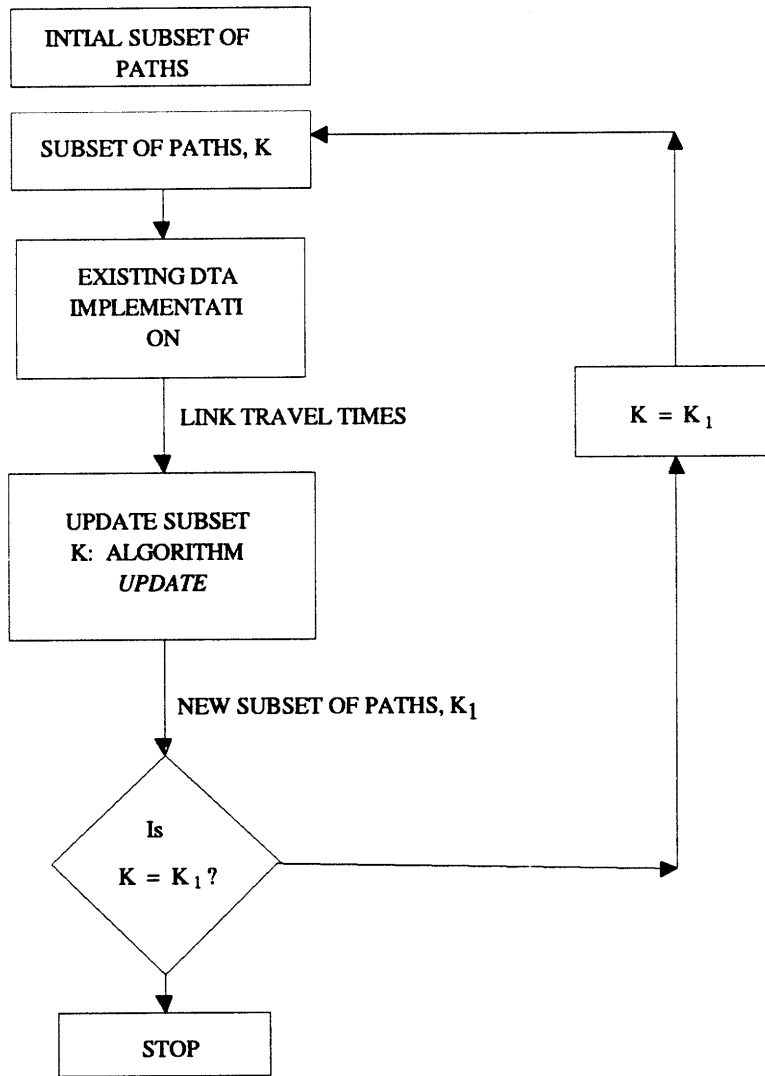 INTIAL SUBSET OF
PATHS
SUBSET OF PATHS, K
EXISTING DTA
IMPLEMENTATI
ON
LINK TRAVEL TIMES
K = K₁
UPDATE SUBSET
K: ALGORITHM
UPDATE
NEW SUBSET OF PATHS, K₁
Is
K = K₁?
STOP